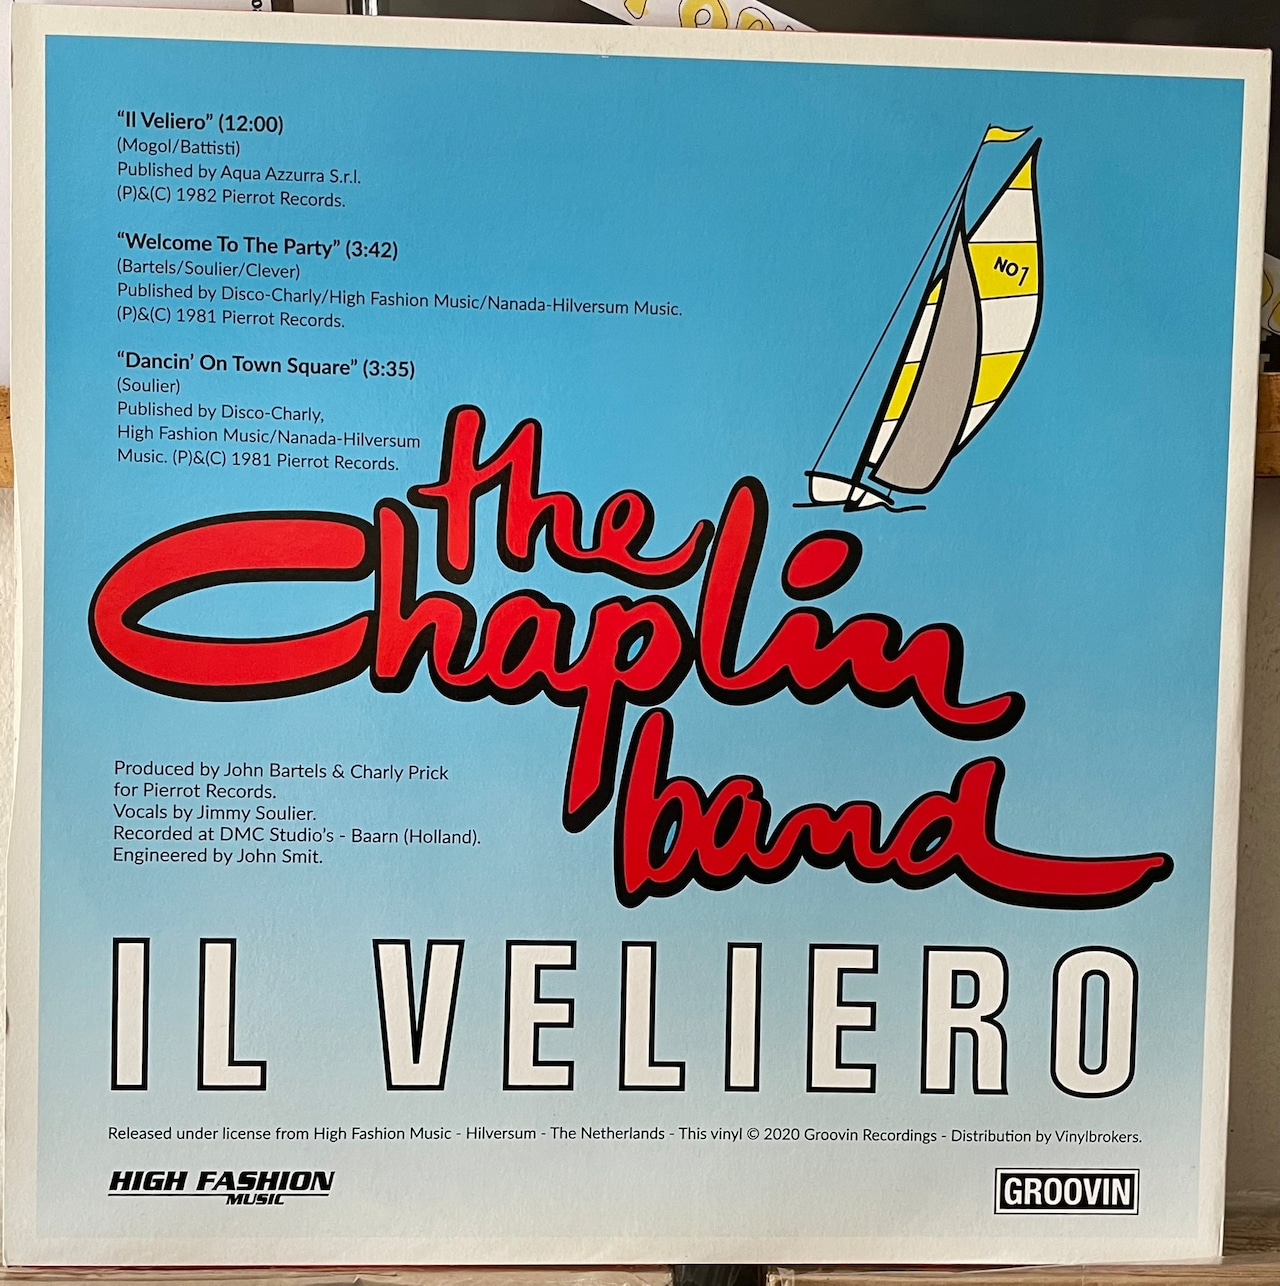 “Il Veliero” (12:00)
(Mogol/Battisti)
Published by Aqua Azzurra S.r.l.
(P)&(C) 1982 Pierrot Records.
“Welcome To The Party” (3:42)
(Bartels/Soulier/Clever)
Published by Disco-Charly/High Fashion Music/Nanada-Hilversum Music.
(P)&(C) 1981 Pierrot Records.
“Dancin’ On Town Square” (3:35)
(Soulier)
Published by Disco-Charly,
High Fashion Music/Nanada-Hilversum
Music. (P)&(C) 1981 Pierrot Records.
NO1
the
Chaplin
band
Produced by John Bartels & Charly Prick
for Pierrot Records.
Vocals by Jimmy Soulier.
Recorded at DMC Studio’s - Baarn (Holland).
Engineered by John Smit.
IL VELIERO
Released under license from High Fashion Music - Hilversum - The Netherlands - This vinyl © 2020 Groovin Recordings - Distribution by Vinylbrokers.
HIGH FASHION
MUSIC
GROOVIN